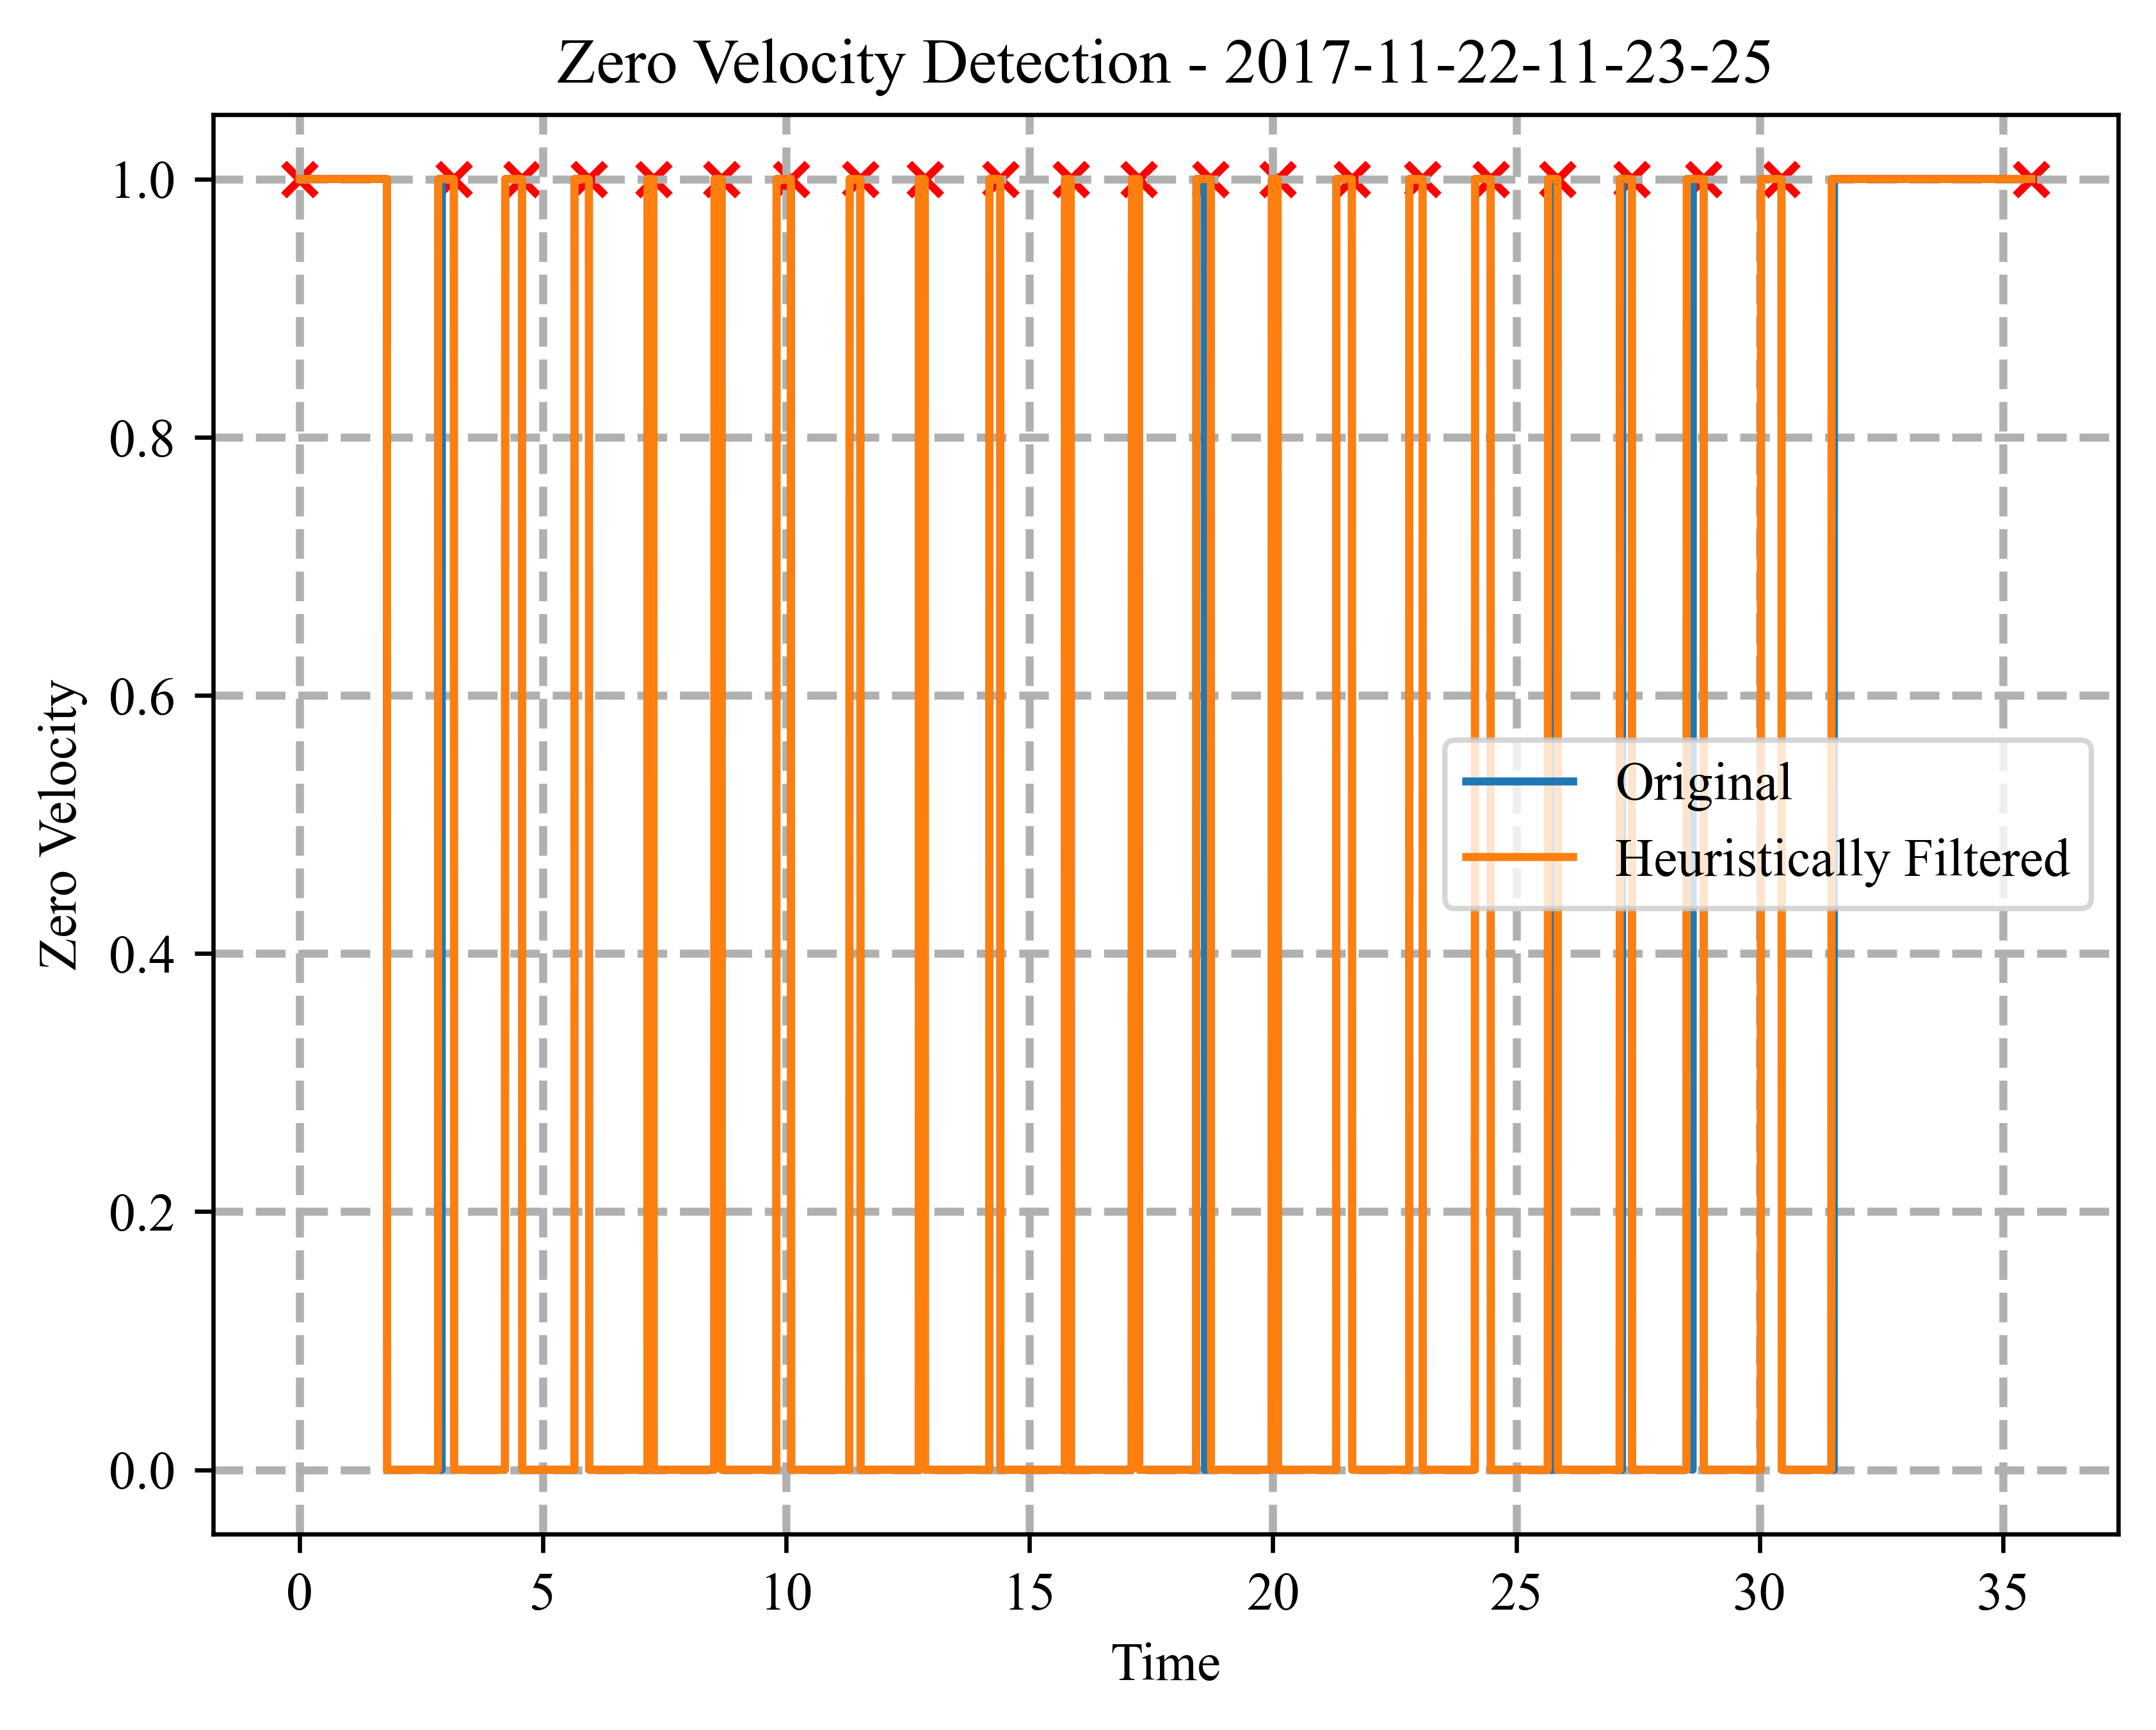 Zero Velocity Detection - 2017-11-22-11-23-25
1.0
0.8
0.6
0.4
0.2
0.0
Zero Velocity
Original
Heuristically Filtered
0 5 10 15 20 25 30 35
Time